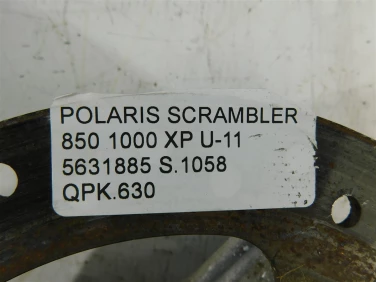 POLARIS SCRAMBLER
850 1000 XP U-11
5631885 S.1058
QPK.630